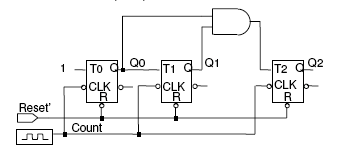 1 T0 Q Q0 T1 Q Q1 T2 Q Q2
CLK CLK CLK
R R R
Reset'
Count